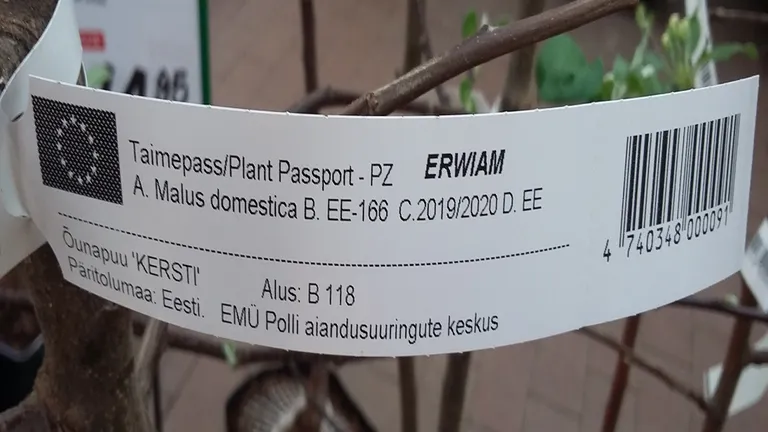 Taimepass/Plant Passport - PZ ERWIAM
A. Malus domestica B. EE-166 C.2019/2020 D. EE
Õunapuu 'KERSTI' Alus: B 118
Päritolumaa: Eesti. EMÜ Polli aiandusuuringute keskus
4 740348 000091